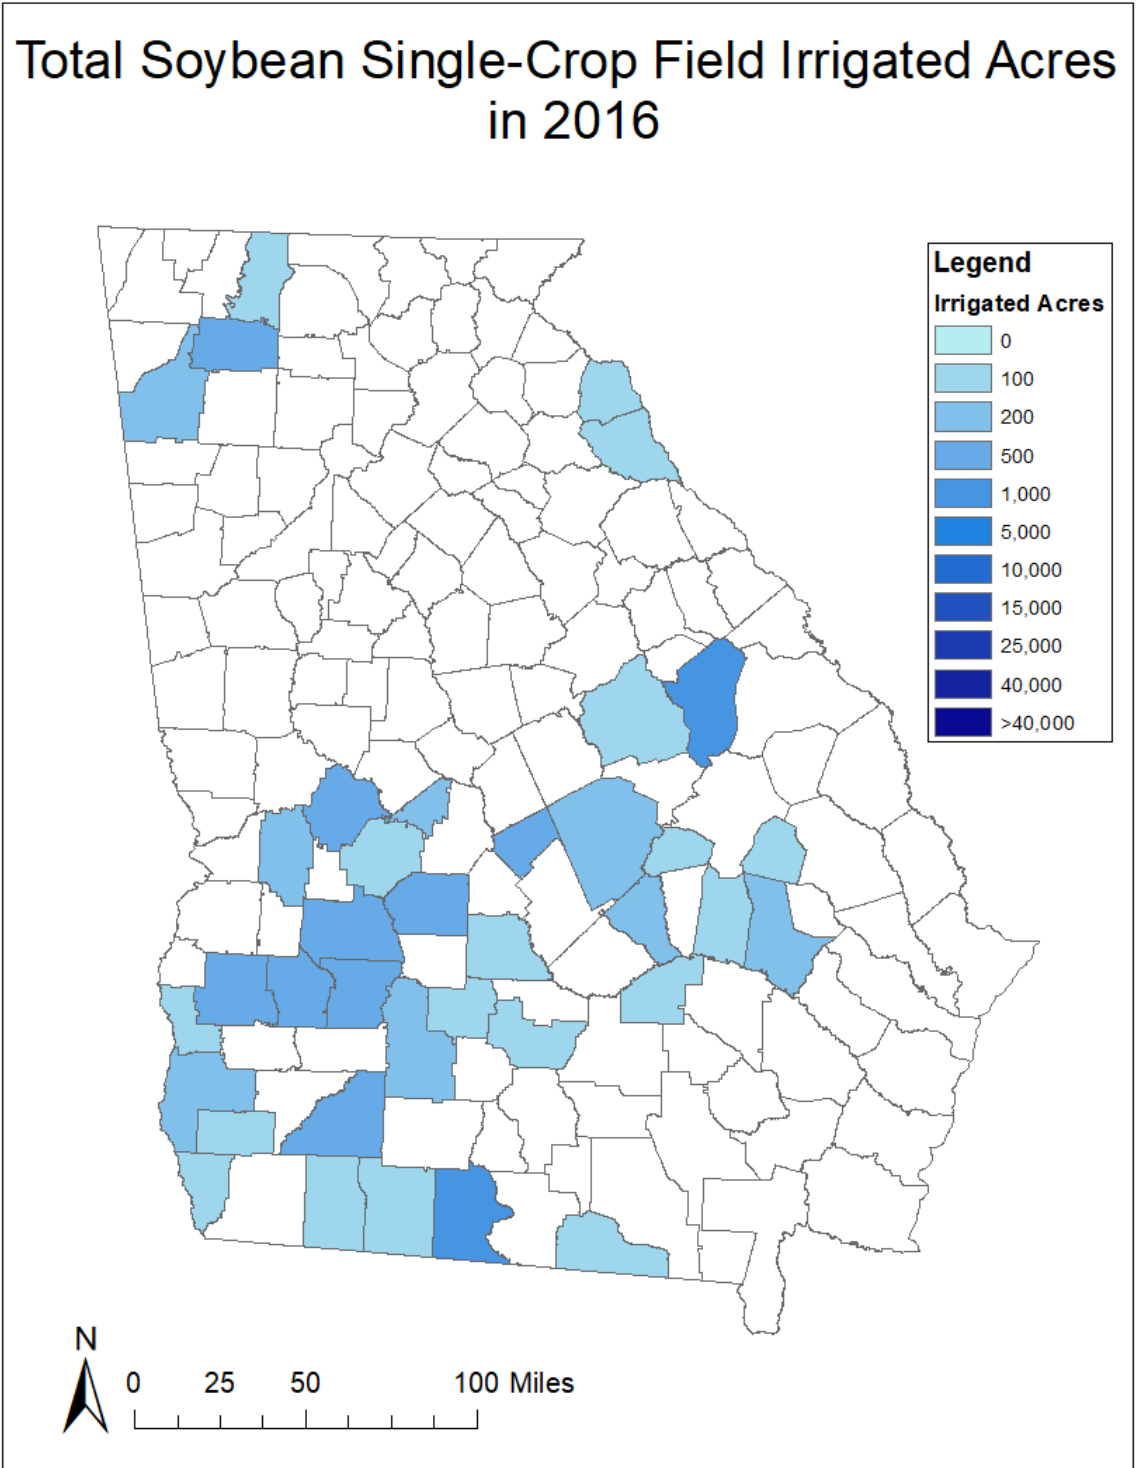 Total Soybean Single-Crop Field Irrigated Acres
in 2016
Legend
Irrigated Acres
0
100
200
500
1,000
5,000
10,000
15,000
25,000
40,000
>40,000
N
0 25 50 100 Miles